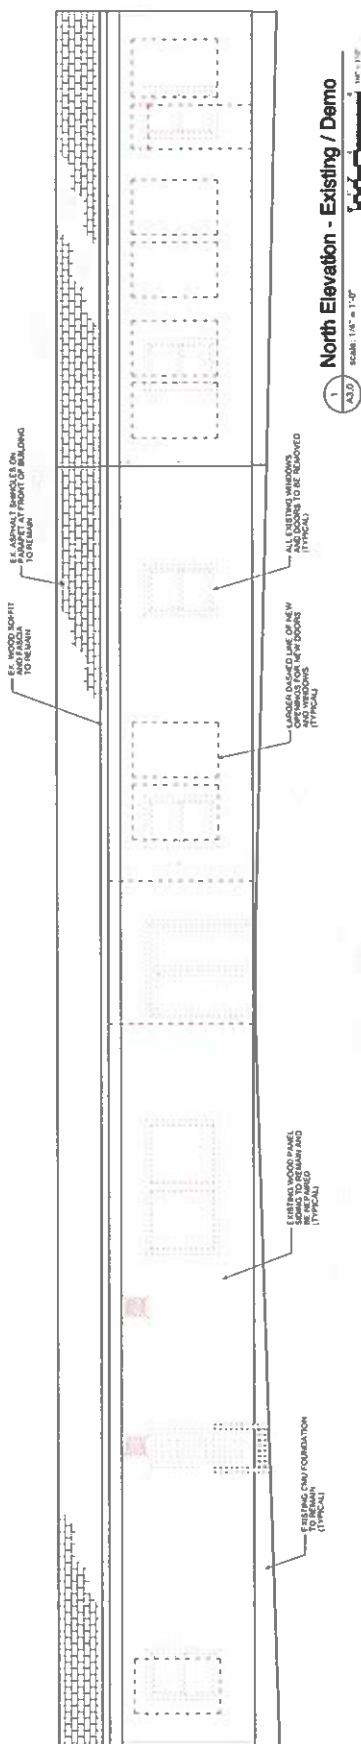 North Elevation - Existing / Demo
1
A3.0
scale: 1/4" = 1'-0"
EX. ASPHALT SHINGLES ON
PARAPET AT FRONT OF BUILDING
TO REMAIN
EX. WOOD SOFFIT
AND FASCIA
TO REMAIN
ALL EXISTING WINDOWS
AND DOORS TO BE REMOVED
(TYPICAL)
LARGER DASHED LINE OF NEW
OPENINGS FOR NEW DOORS
AND WINDOWS
(TYPICAL)
EXISTING WOOD PANEL
SIDING TO REMAIN AND
BE REPAIRED
(TYPICAL)
EXISTING CMU FOUNDATION
TO REMAIN
(TYPICAL)